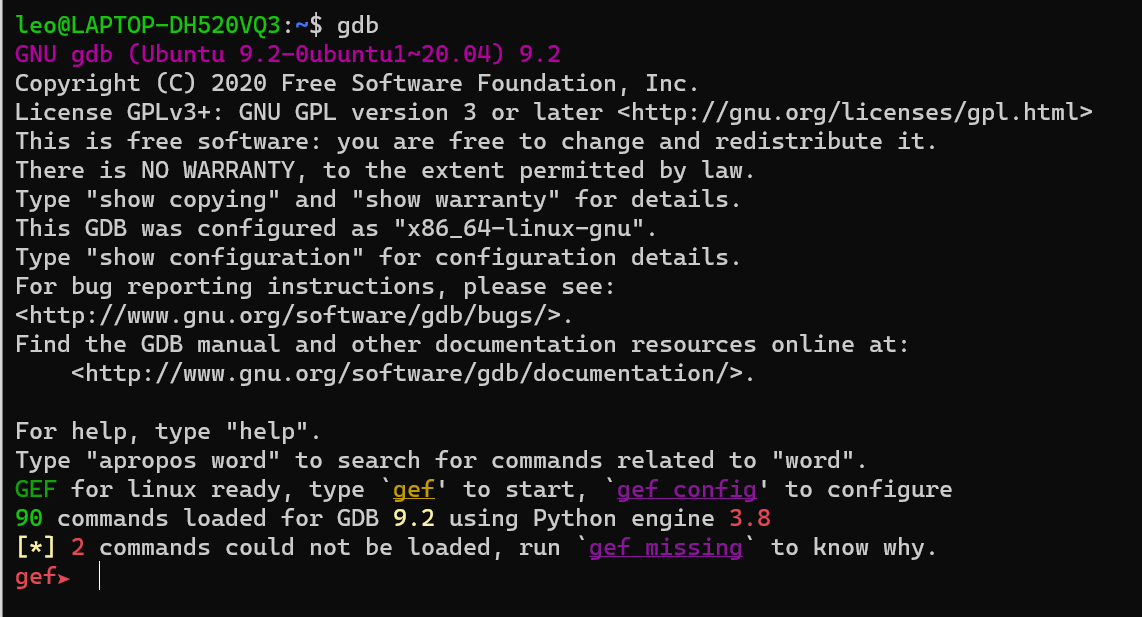 leo@LAPTOP-DH520VQ3:~$ gdb
GNU gdb (Ubuntu 9.2-0ubuntu1~20.04) 9.2
Copyright (C) 2020 Free Software Foundation, Inc.
License GPLv3+: GNU GPL version 3 or later <http://gnu.org/licenses/gpl.html>
This is free software: you are free to change and redistribute it.
There is NO WARRANTY, to the extent permitted by law.
Type "show copying" and "show warranty" for details.
This GDB was configured as "x86_64-linux-gnu".
Type "show configuration" for configuration details.
For bug reporting instructions, please see:
<http://www.gnu.org/software/gdb/bugs/>.
Find the GDB manual and other documentation resources online at:
    <http://www.gnu.org/software/gdb/documentation/>.

For help, type "help".
Type "apropos word" to search for commands related to "word".
GEF for linux ready, type `gef' to start, `gef config' to configure
90 commands loaded for GDB 9.2 using Python engine 3.8
[*] 2 commands could not be loaded, run `gef missing` to know why.
gef➤